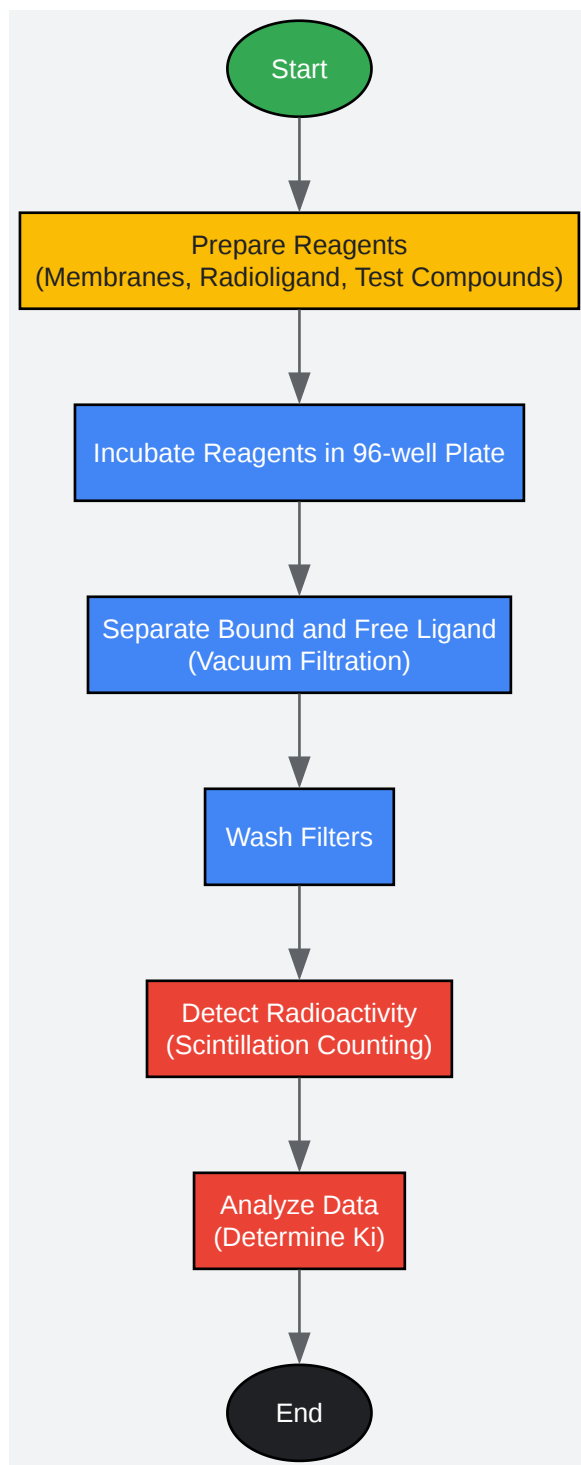 Start
Prepare Reagents
(Membranes, Radioligand, Test Compounds)
Incubate Reagents in 96-well Plate
Separate Bound and Free Ligand
(Vacuum Filtration)
Wash Filters
Detect Radioactivity
(Scintillation Counting)
Analyze Data
(Determine Ki)
End